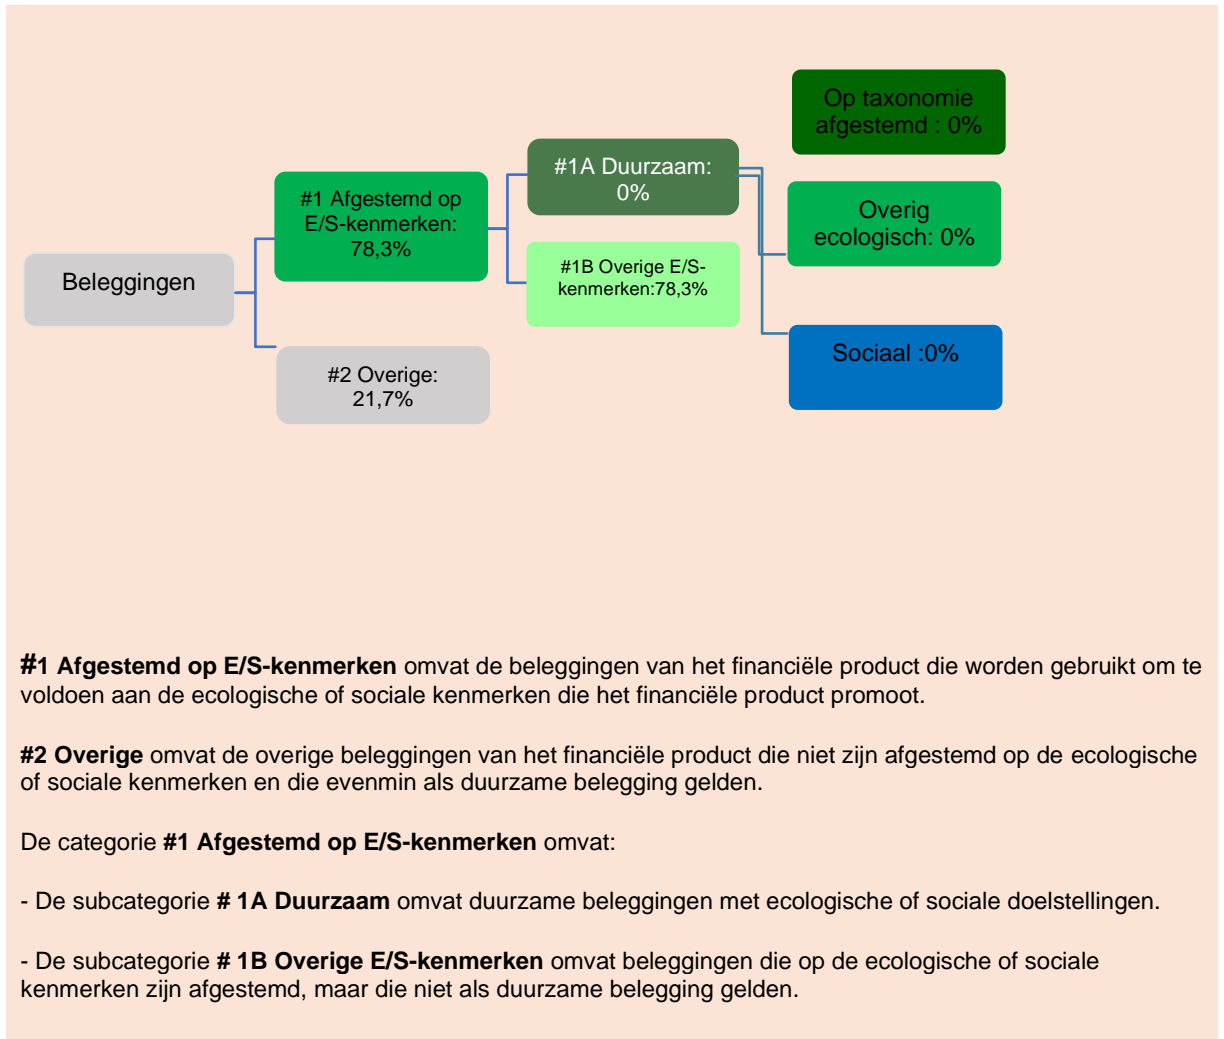 Beleggingen
#1 Afgestemd op
E/S-kenmerken:
78,3%
#2 Overige:
21,7%
#1A Duurzaam:
0%
#1B Overige E/S-
kenmerken:78,3%
Op taxonomie
afgestemd : 0%
Overig
ecologisch: 0%
Sociaal :0%
#1 Afgestemd op E/S-kenmerken omvat de beleggingen van het financiële product die worden gebruikt om te
voldoen aan de ecologische of sociale kenmerken die het financiële product promoot.
#2 Overige omvat de overige beleggingen van het financiële product die niet zijn afgestemd op de ecologische
of sociale kenmerken en die evenmin als duurzame belegging gelden.
De categorie #1 Afgestemd op E/S-kenmerken omvat:
- De subcategorie # 1A Duurzaam omvat duurzame beleggingen met ecologische of sociale doelstellingen.
- De subcategorie # 1B Overige E/S-kenmerken omvat beleggingen die op de ecologische of sociale
kenmerken zijn afgestemd, maar die niet als duurzame belegging gelden.